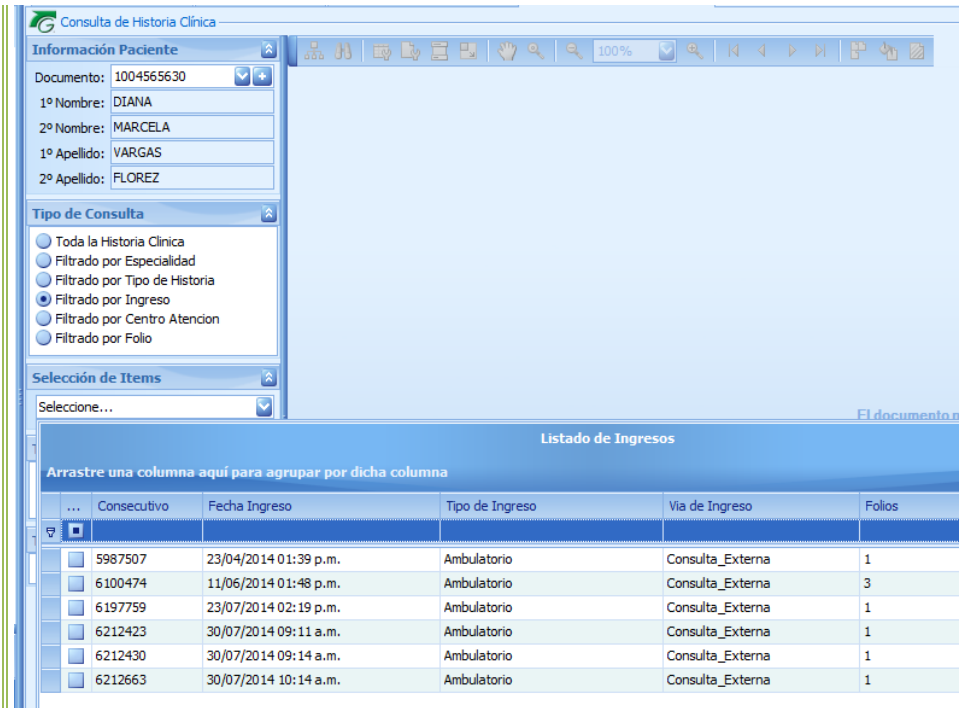 Consulta de Historia Clínica
Información Paciente
100%
Documento: 1004565630
1º Nombre: DIANA
2º Nombre: MARCELA
1º Apellido: VARGAS
2º Apellido: FLOREZ
Tipo de Consulta
Toda la Historia Clinica
Filtrado por Especialidad
Filtrado por Tipo de Historia
Filtrado por Ingreso
Filtrado por Centro Atencion
Filtrado por Folio
Selección de Items
Seleccione...
El documento n
Listado de Ingresos
Arrastre una columna aquí para agrupar por dicha columna
... Consecutivo Fecha Ingreso Tipo de Ingreso Via de Ingreso Folios
5987507 23/04/2014 01:39 p.m. Ambulatorio Consulta_Externa 1
6100474 11/06/2014 01:48 p.m. Ambulatorio Consulta_Externa 3
6197759 23/07/2014 02:19 p.m. Ambulatorio Consulta_Externa 1
6212423 30/07/2014 09:11 a.m. Ambulatorio Consulta_Externa 1
6212430 30/07/2014 09:14 a.m. Ambulatorio Consulta_Externa 1
6212663 30/07/2014 10:14 a.m. Ambulatorio Consulta_Externa 1